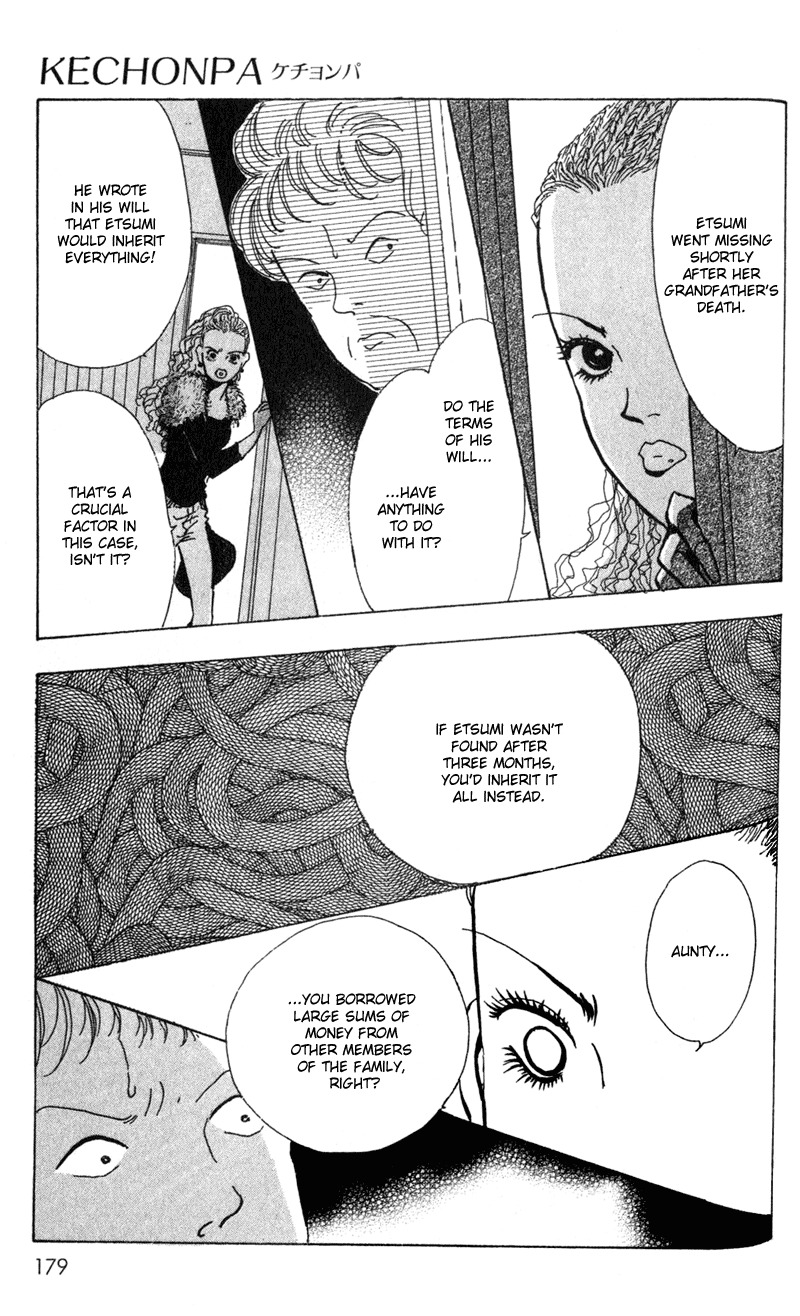 KECHONPA ケチョンパ
ETSUMI
WENT MISSING
SHORTLY
AFTER HER
GRANDFATHER'S
DEATH.
DO THE
TERMS
OF HIS
WILL...
...HAVE
ANYTHING
TO DO
WITH IT?
HE WROTE
IN HIS WILL
THAT ETSUMI
WOULD INHERIT
EVERYTHING!
THAT'S A
CRUCIAL
FACTOR IN
THIS CASE,
ISN'T IT?
IF ETSUMI WASN'T
FOUND AFTER
THREE MONTHS,
YOU'D INHERIT IT
ALL INSTEAD.
AUNTY...
...YOU BORROWED
LARGE SUMS OF
MONEY FROM
OTHER MEMBERS
OF THE FAMILY,
RIGHT?
179